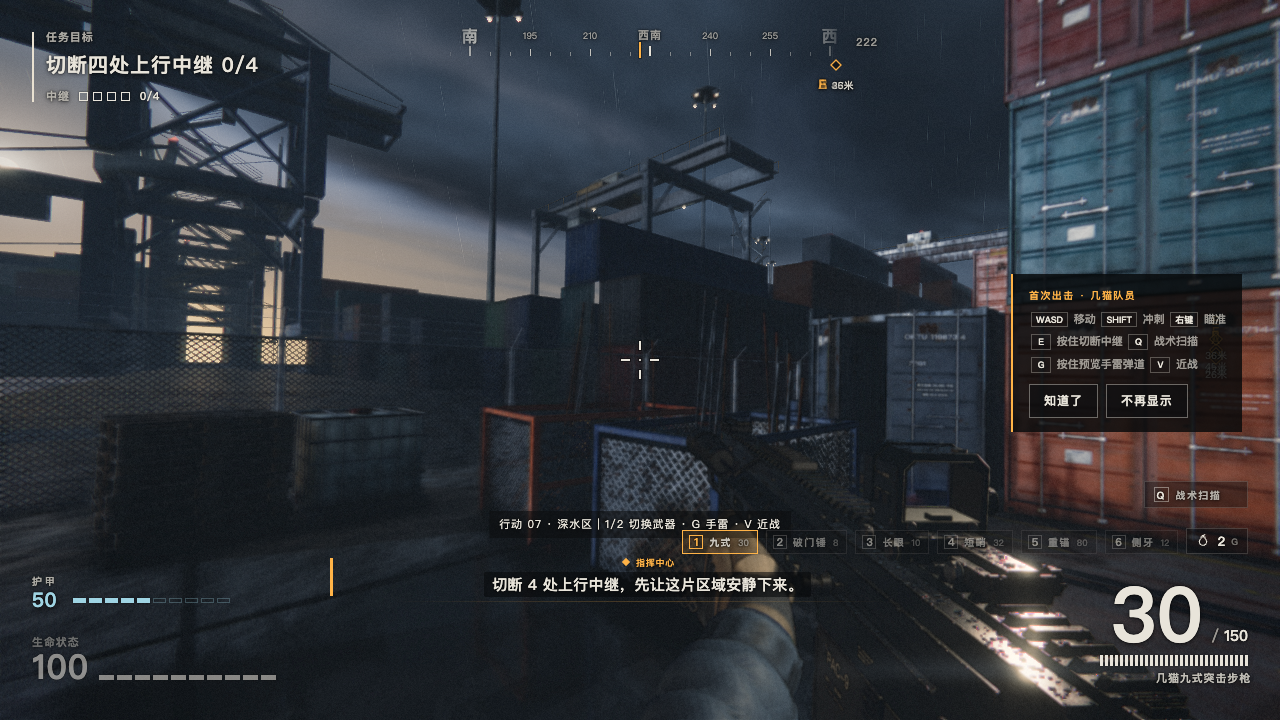 任务目标
切断四处上行中继 0/4
中继 0/4
南 195 210 西南 240 255 西 222
E 36米
首次出击 · 几猫队员
WASD 移动 SHIFT 冲刺 右键 瞄准
E 按住切断中继 Q 战术扫描
G 按住预览手雷弹道 V 近战
知道了 不再显示
Q 战术扫描
行动 07 · 深水区 | 1/2 切换武器 · G 手雷 · V 近战
1 九式 30 2 破门锤 8 3 长眼 10 4 短哨 32 5 重锚 80 6 侧牙 12 2 G
指挥中心
切断 4 处上行中继，先让这片区域安静下来。
护甲
50
生命状态
100
30 / 150
几猫九式突击步枪